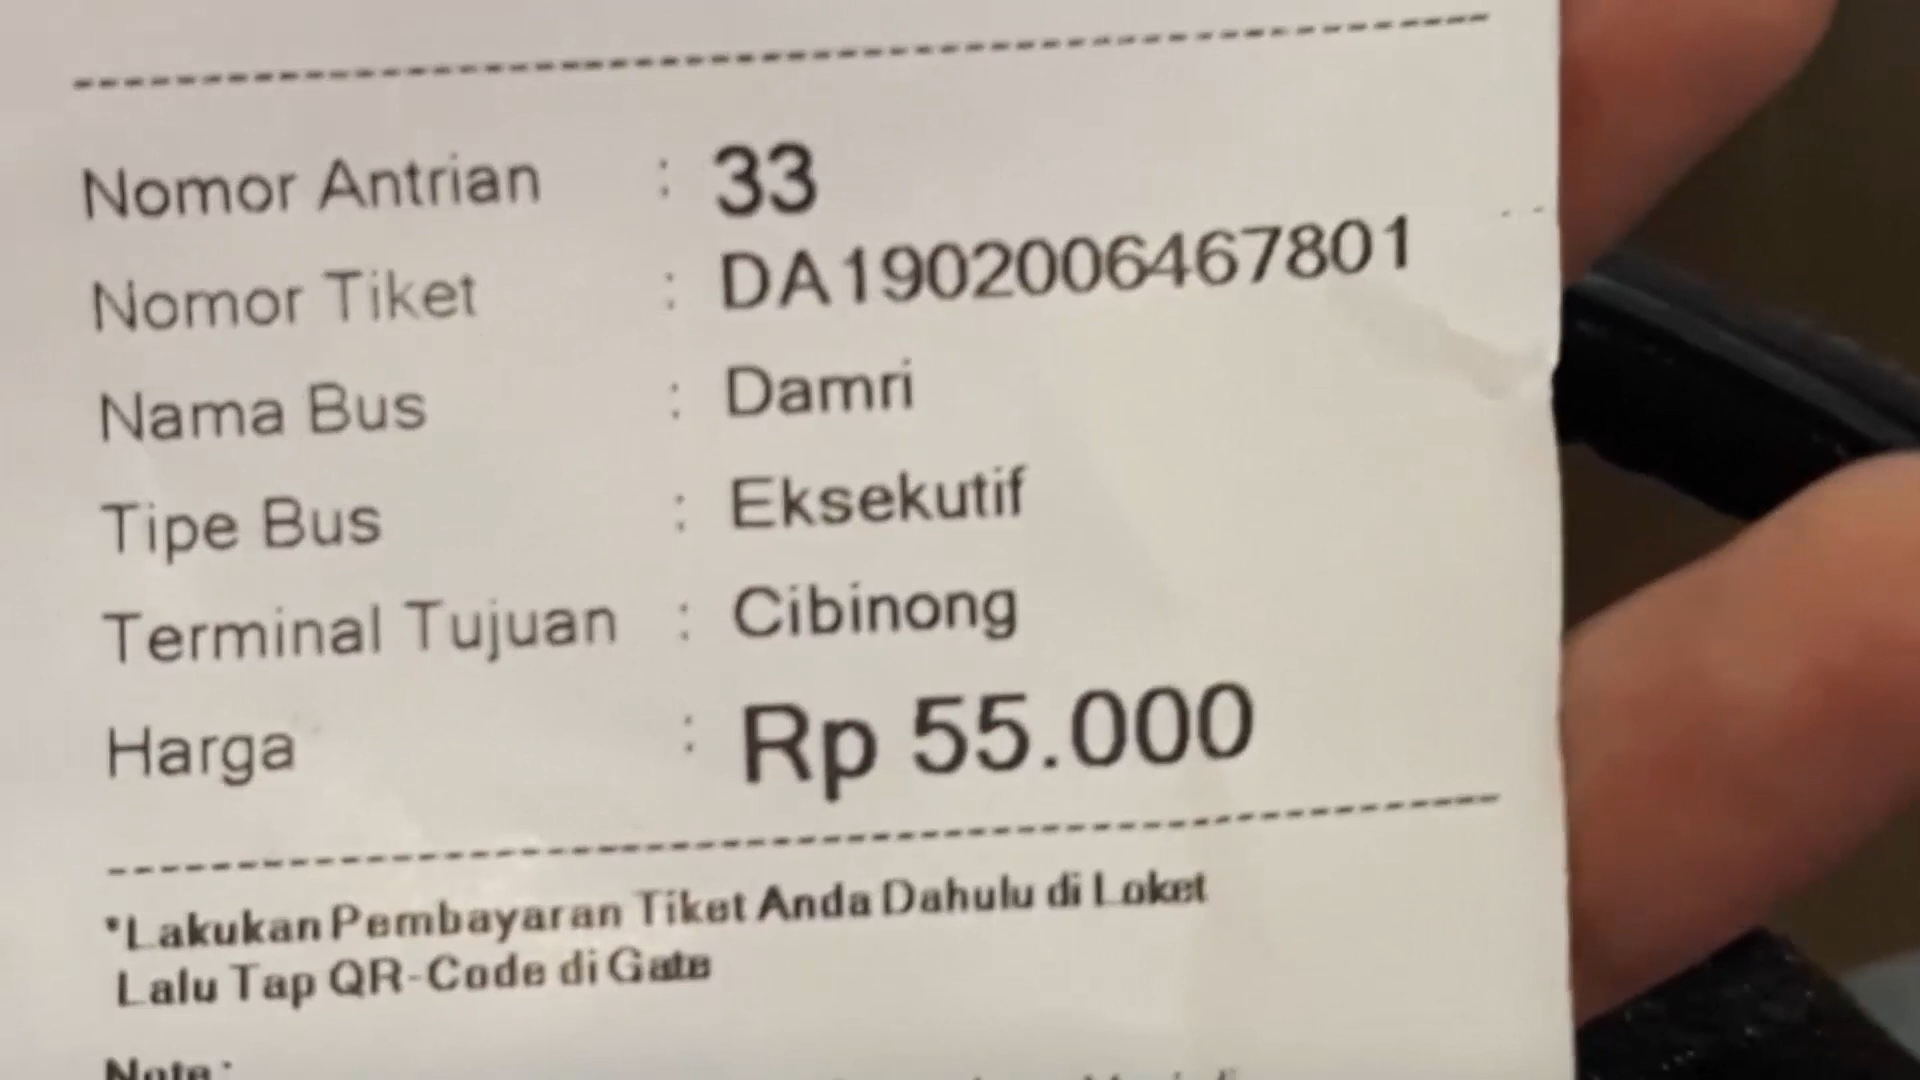 Nomor Antrian : 33
Nomor Tiket : DA1902006467801
Nama Bus : Damri
Tipe Bus : Eksekutif
Terminal Tujuan : Cibinong
Harga : Rp 55.000
*Lakukan Pembayaran Tiket Anda Dahulu di Loket
Lalu Tap QR-Code di Gate
Note :